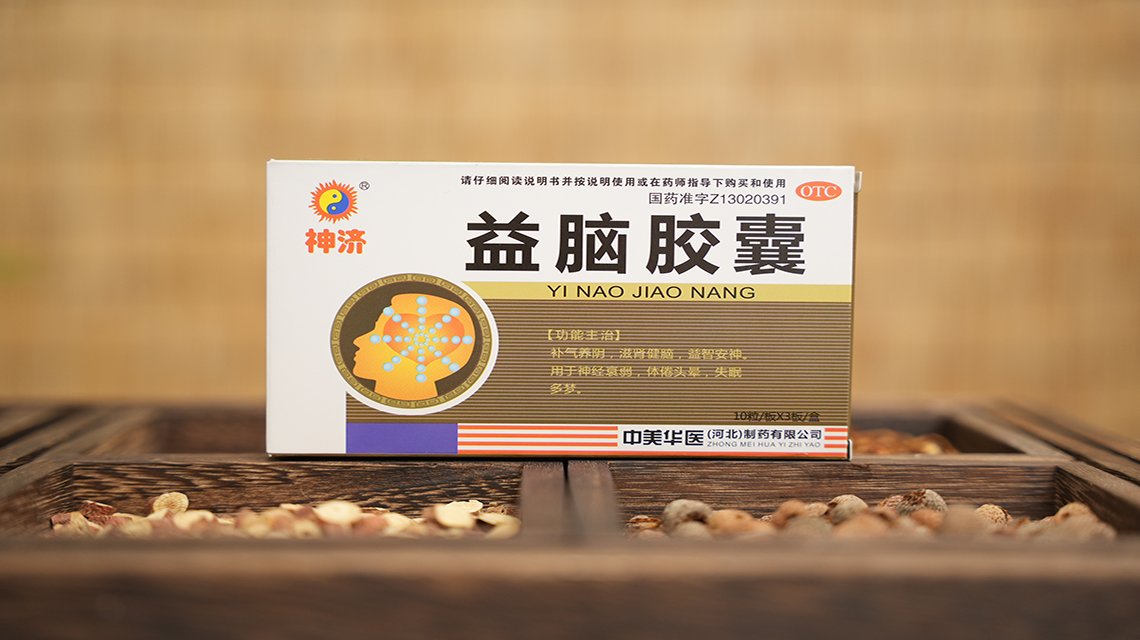 请仔细阅读说明书并按说明使用或在药师指导下购买和使用
国药准字Z13020391
OTC
®
神济
益脑胶囊
YI NAO JIAO NANG
【功能主治】
补气养阴，滋肾健脑，益智安神。
用于神经衰弱，体倦头晕，失眠
多梦。
10粒/板X3板/盒
中美华医(河北)制药有限公司
ZHONG MEI HUA YI ZHI YAO